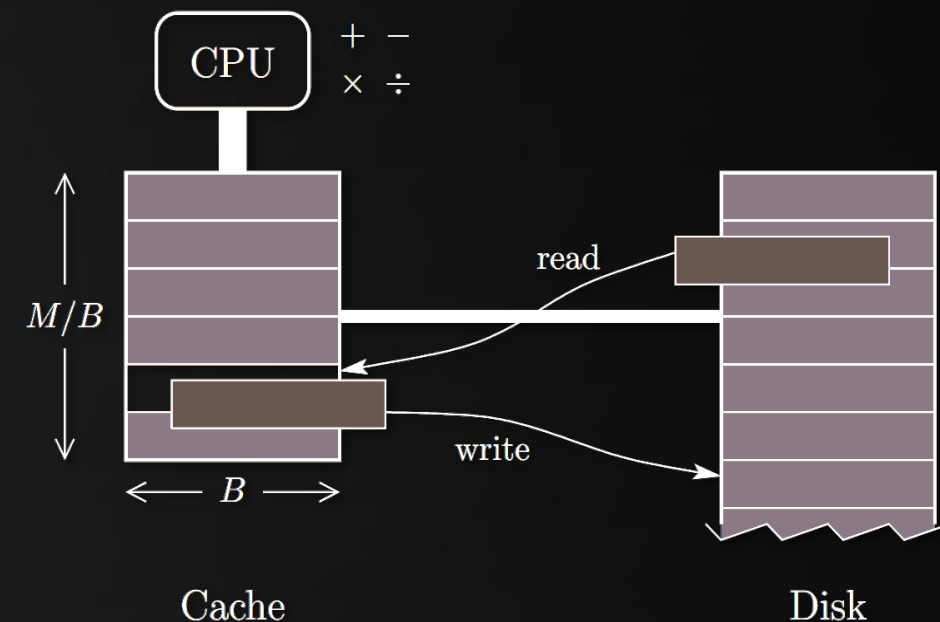 CPU
+ −
× ÷
read
M/B
write
B
Cache
Disk